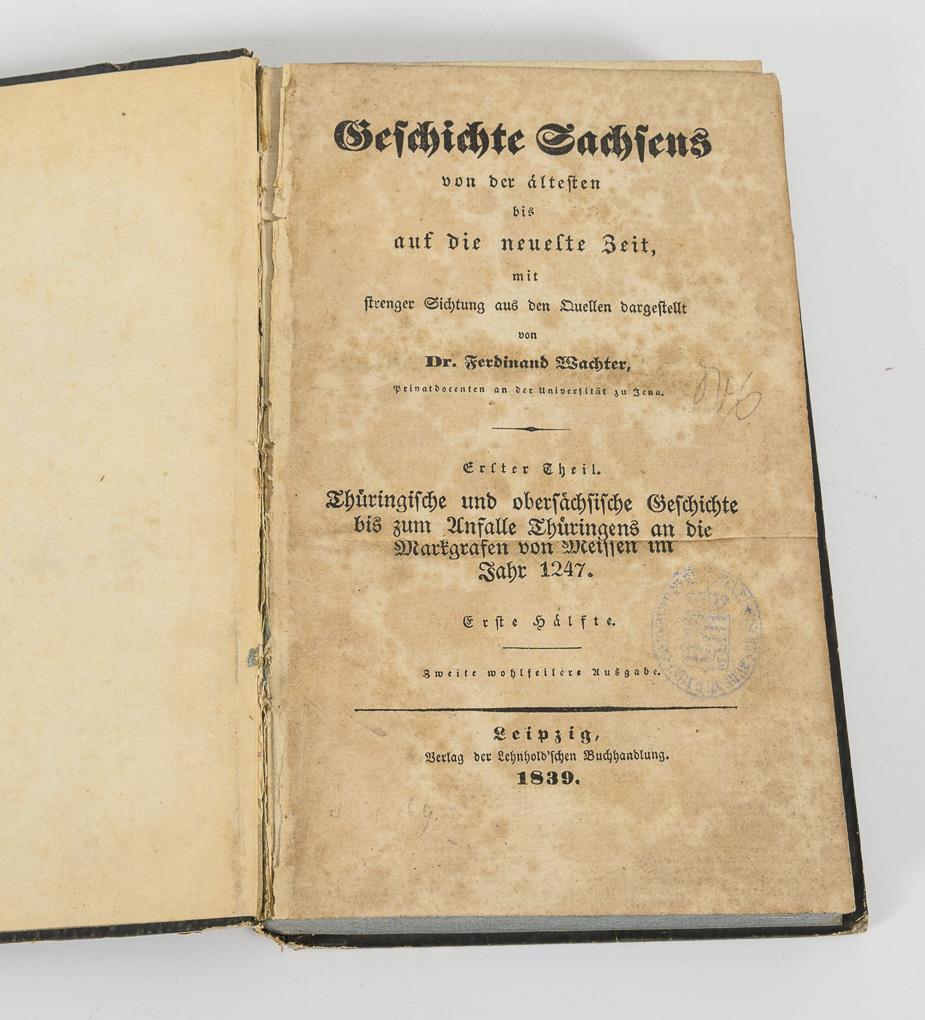 Geschichte Sachsens
von der ältesten
bis
auf die neueste Zeit,
mit
strenger Sichtung aus den Quellen dargestellt
von
Dr. Ferdinand Wachter,
Privatdocenten an der Universität zu Jena.
Erster Theil.
Thüringische und obersächsische Geschichte
bis zum Anfalle Thüringens an die
Markgrafen von Meissen im
Jahr 1247.
Erste Hälfte.
Zweite wohlfeilere Ausgabe.
Leipzig,
Verlag der Lehnhold'schen Buchhandlung.
1839.